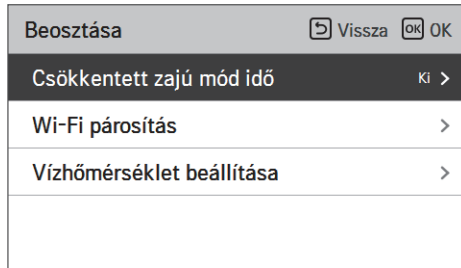 Beosztása Vissza OK OK
Csökkentett zajú mód idő Ki >
Wi-Fi párosítás >
Vízhőmérséklet beállítása >